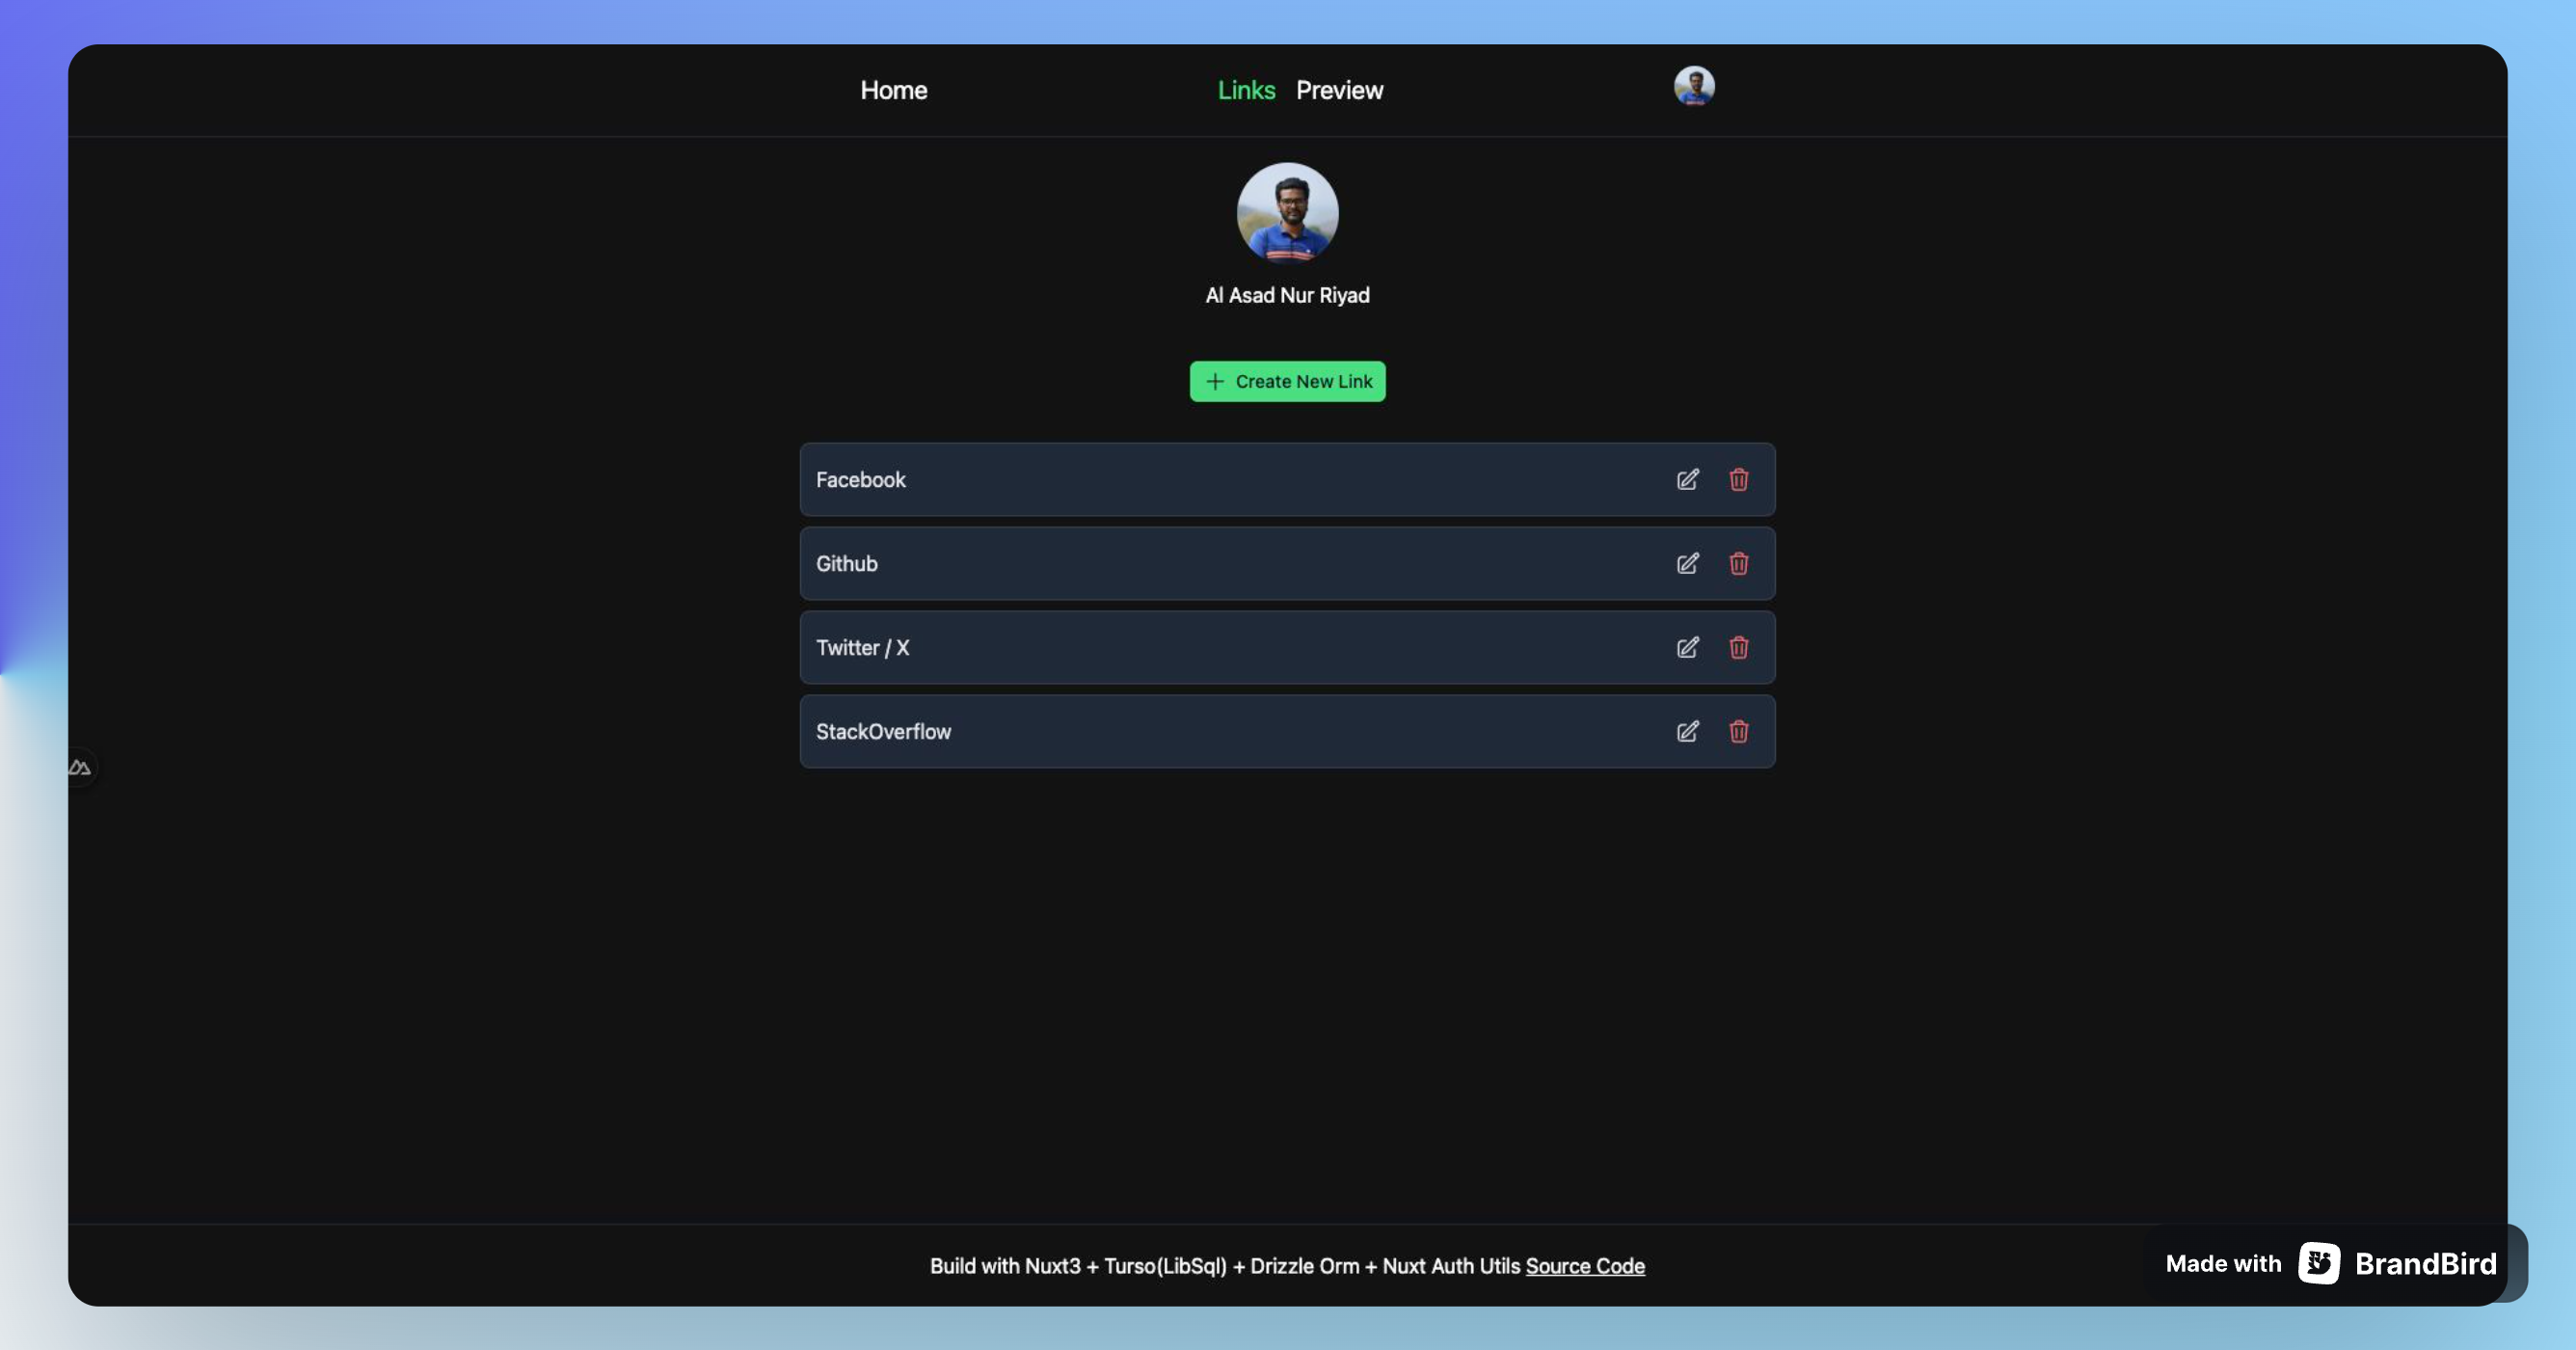 Home
Links Preview
Al Asad Nur Riyad
Create New Link
Facebook
Github
Twitter / X
StackOverflow
Build with Nuxt3 + Turso(LibSql) + Drizzle Orm + Nuxt Auth Utils Source Code
Made with BrandBird